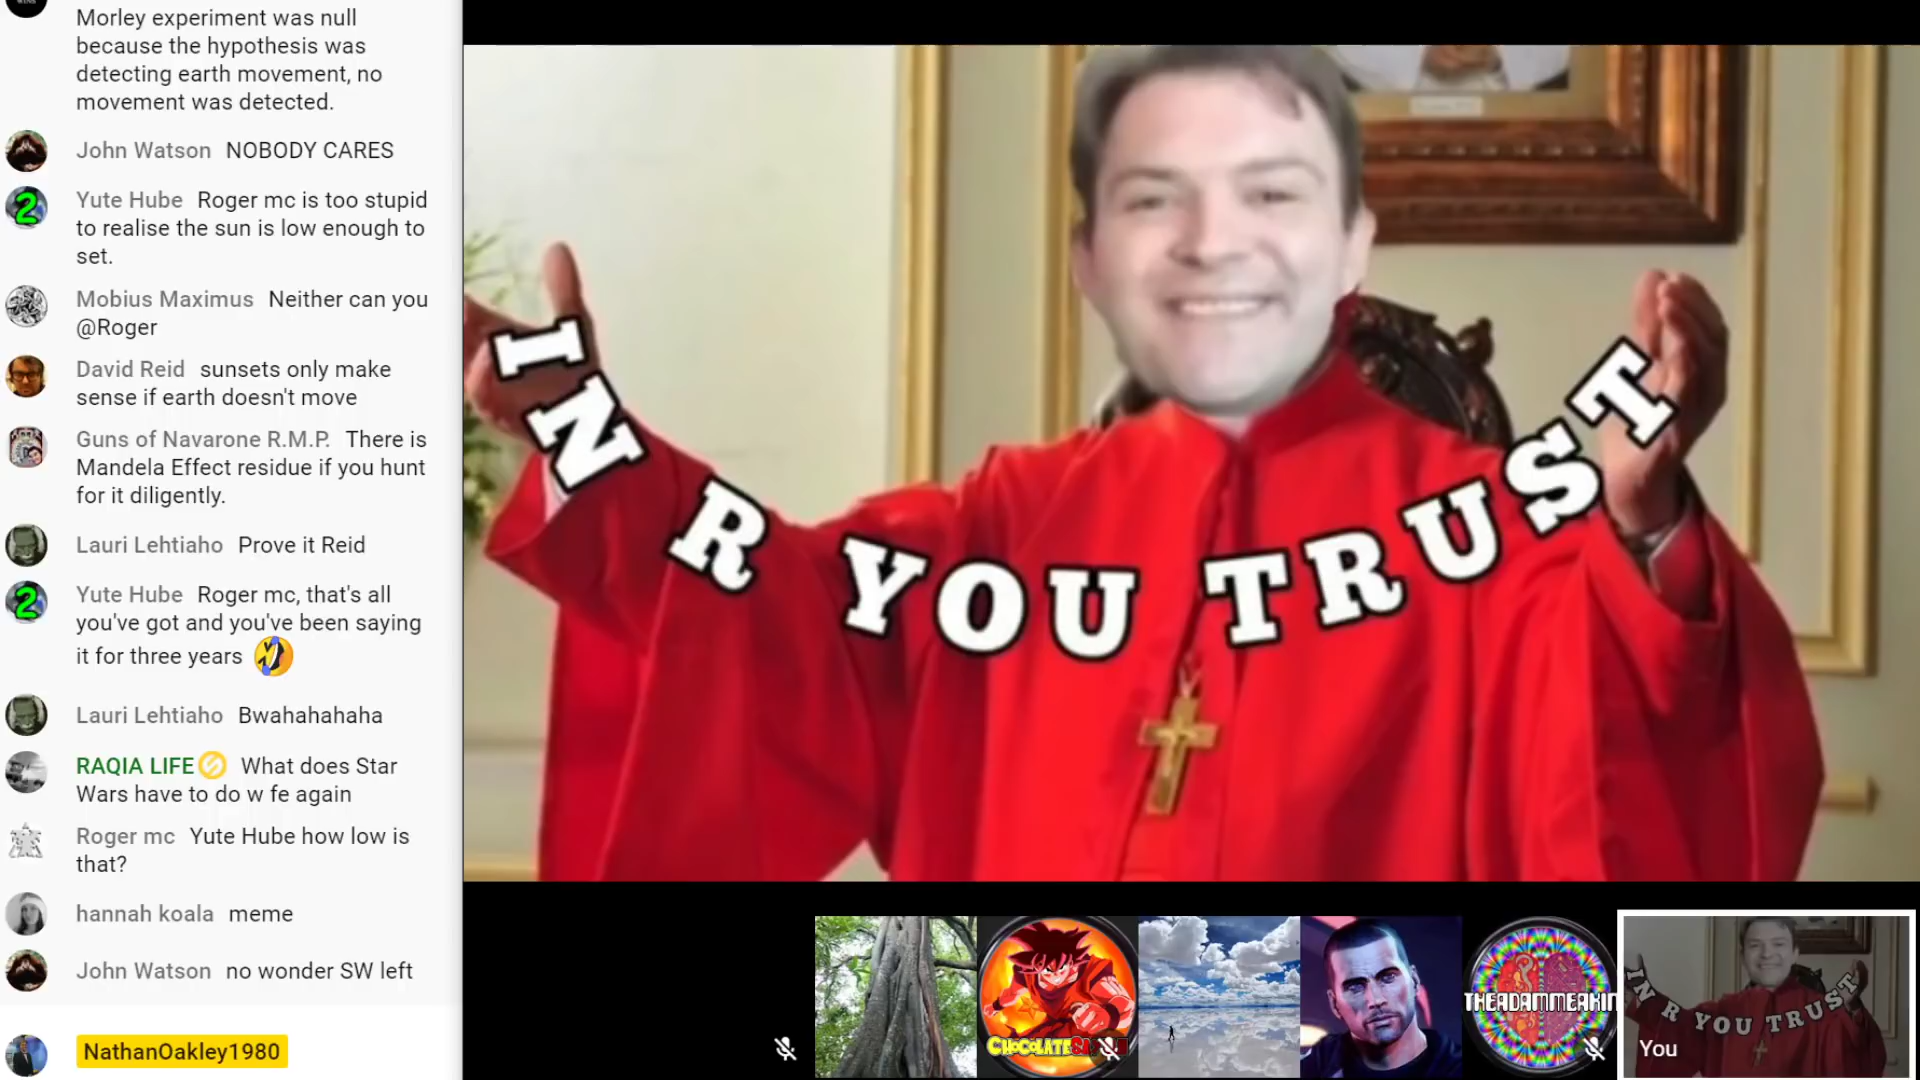 Morley experiment was null
because the hypothesis was
detecting earth movement, no
movement was detected.
John Watson NOBODY CARES
Yute Hube Roger mc is too stupid
to realise the sun is low enough to
set.
Mobius Maximus Neither can you
@Roger
David Reid sunsets only make
sense if earth doesn't move
Guns of Navarone R.M.P. There is
Mandela Effect residue if you hunt
for it diligently.
Lauri Lehtiaho Prove it Reid
Yute Hube Roger mc, that's all
you've got and you've been saying
it for three years 🤣
Lauri Lehtiaho Bwahahahaha
RAQIA LIFE What does Star
Wars have to do w fe again
Roger mc Yute Hube how low is
that?
hannah koala meme
John Watson no wonder SW left
NathanOakley1980
IN R YOU TRUST
THEADAMMEAKIN
IN R YOU TRUST
You